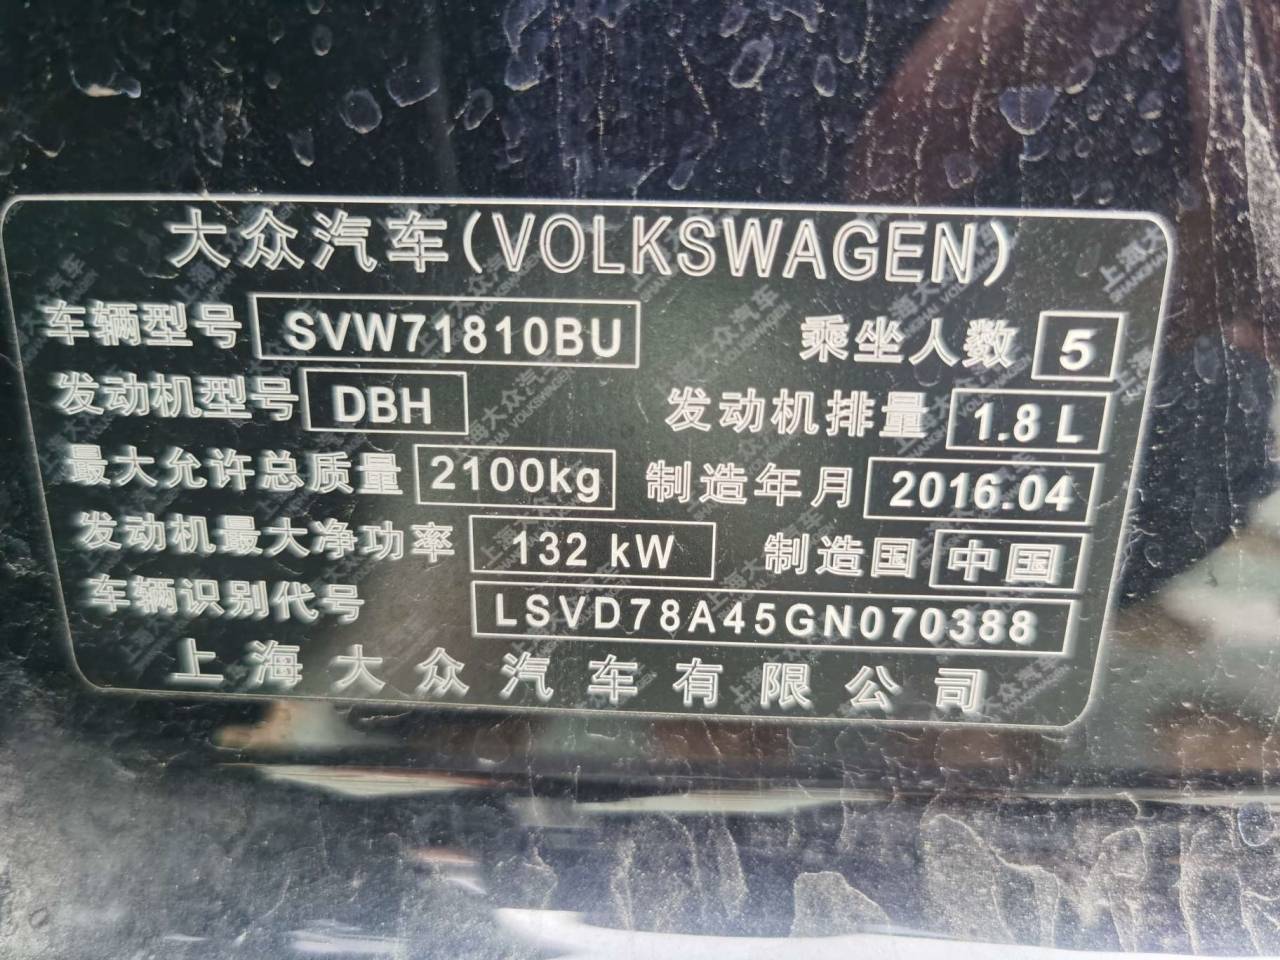 大众汽车(VOLKSWAGEN)
车辆型号 SVW71810BU 乘坐人数 5
发动机型号 DBH 发动机排量 1.8 L
最大允许总质量 2100kg 制造年月 2016.04
发动机最大净功率 132 kW 制造国 中国
车辆识别代号 LSVD78A45GN070388
上海大众汽车有限公司